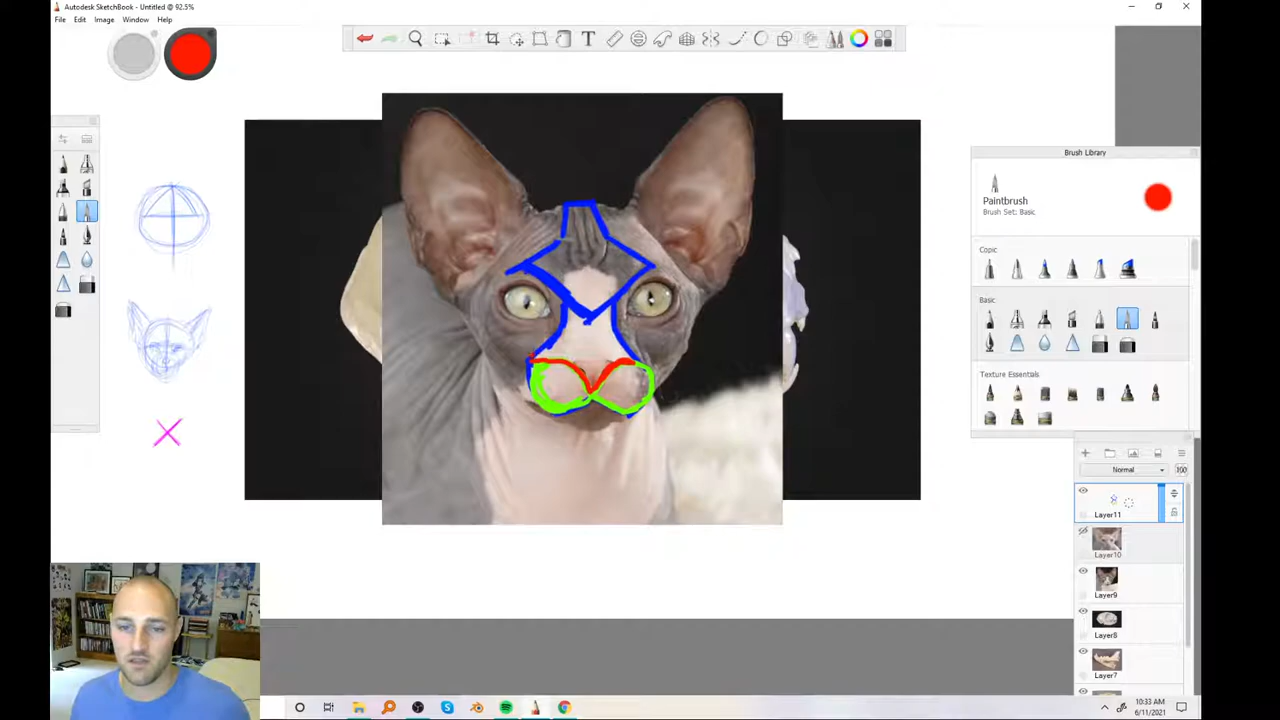 Autodesk SketchBook - Untitled @ 92.5%
File Edit Image Window Help
T
Brush Library
Paintbrush
Brush Set: Basic
Copic
Basic
Texture Essentials
Normal
100
Layer11
Layer10
Layer9
Layer8
Layer7
10:33 AM
6/11/2021